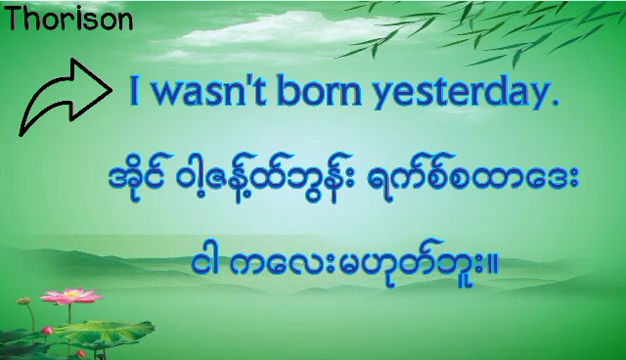 Thorison
I wasn't born yesterday.
အိုင် ဝါ့ဇန့်ထ်ဘွန်း ရက်စ်စထာဒေး
ငါ ကလေးမဟုတ်ဘူး။